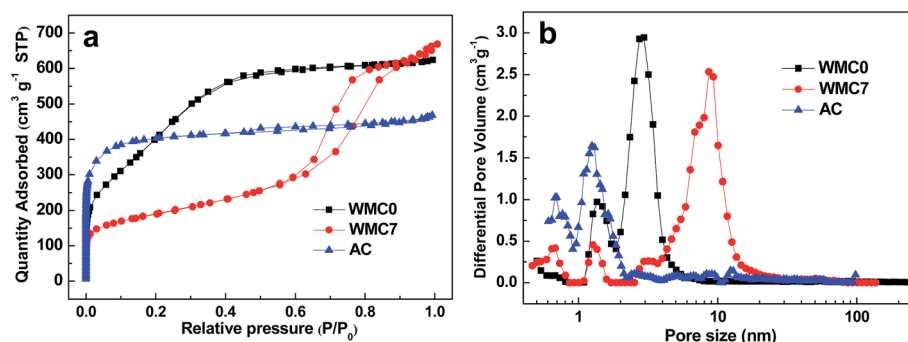 a
Quantity Adsorbed (cm³ g⁻¹ STP)
700
600
500
400
300
200
100
0
WMC0
WMC7
AC
0.0 0.2 0.4 0.6 0.8 1.0
Relative pressure (P/P₀)
b
Differential Pore Volume (cm³g⁻¹)
3.0
2.5
2.0
1.5
1.0
0.5
0.0
WMC0
WMC7
AC
1 10 100
Pore size (nm)